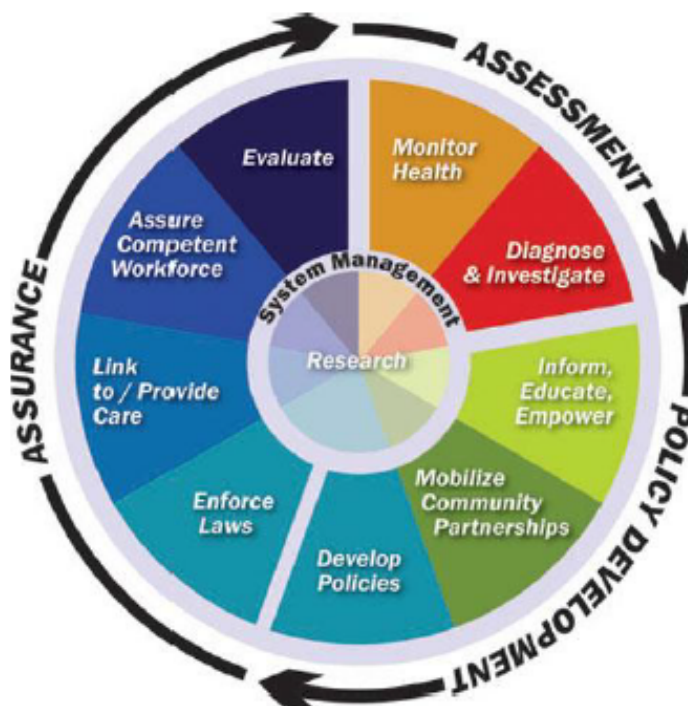 ASSESSMENT
POLICY DEVELOPMENT
ASSURANCE
Monitor
Health
Diagnose
& Investigate
Inform,
Educate,
Empower
Mobilize
Community
Partnerships
Develop
Policies
Enforce
Laws
Link
to / Provide
Care
Assure
Competent
Workforce
Evaluate
System Management
Research